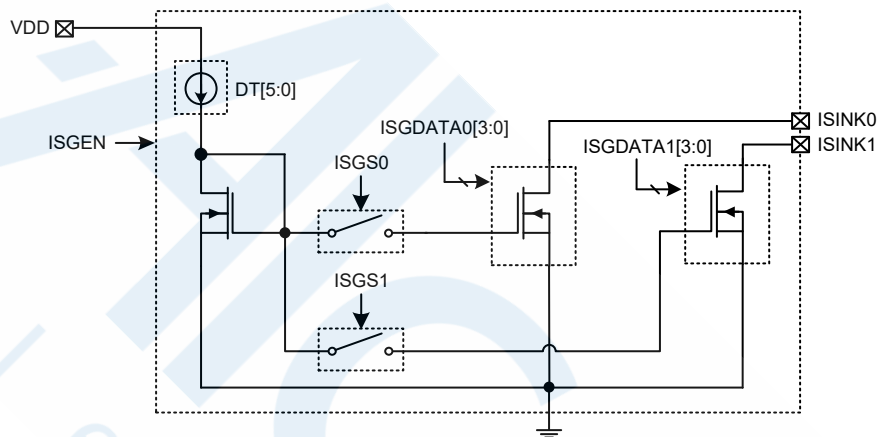 VDD
DT[5:0]
ISGEN
ISGS0
ISGDATA0[3:0]
ISGDATA1[3:0]
ISINK0
ISINK1
ISGS1